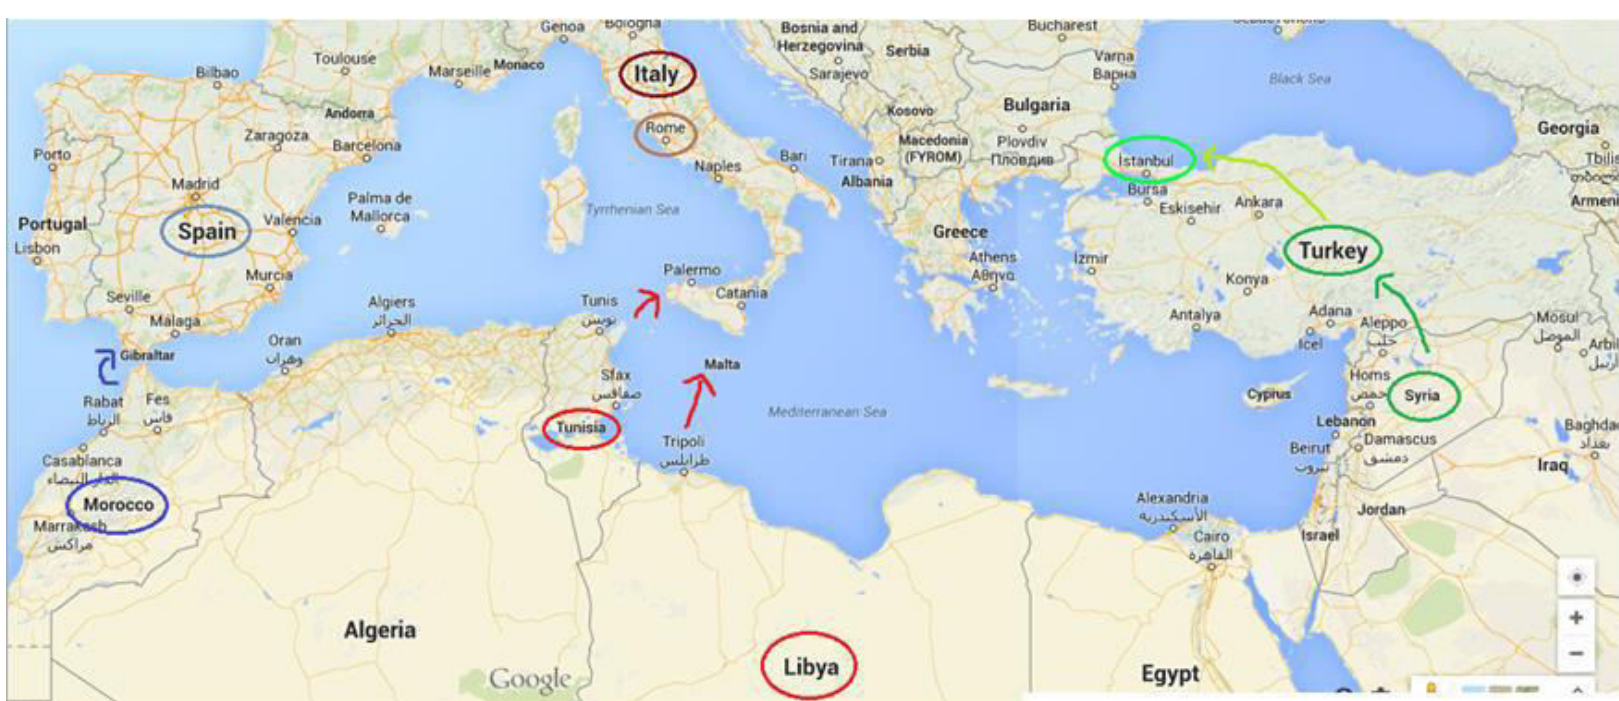 Genoa
Bologna
Bosnia and
Herzegovina
Serbia
Bucharest
Toulouse
Marseille
Monaco
Italy
Sarajevo
Varna
Варна
Black Sea
Bilbao
Andorra
Kosovo
Bulgaria
Georgia
Zaragoza
Barcelona
Rome
Macedonia
(FYROM)
Plovdiv
Пловдив
Porto
Naples
Bari
Tirana
Albania
İstanbul
Madrid
Palma de
Mallorca
Tyrrhenian Sea
Bursa
Eskisehir
Ankara
Portugal
Lisbon
Spain
Valencia
Greece
Turkey
Murcia
Palermo
Athens
Αθήνα
İzmir
Konya
Seville
Málaga
Algiers
الجزائر
Tunis
تونس
Catania
Antalya
Adana
Aleppo
حلب
Mosul
الموصل
Gibraltar
Oran
وهران
Malta
Icel
Rabat
الرباط
Fes
فاس
Sfax
صفاقس
Mediterranean Sea
Cyprus
Homs
حمص
Syria
Tunisia
Tripoli
طرابلس
Lebanon
Beirut
بيروت
Damascus
دمشق
بغداد
Casablanca
الدار البيضاء
Iraq
Morocco
Marrakesh
مراكش
Alexandria
الأسكندرية
Cairo
القاهرة
Israel
Jordan
Algeria
Libya
Egypt
Google
+
−